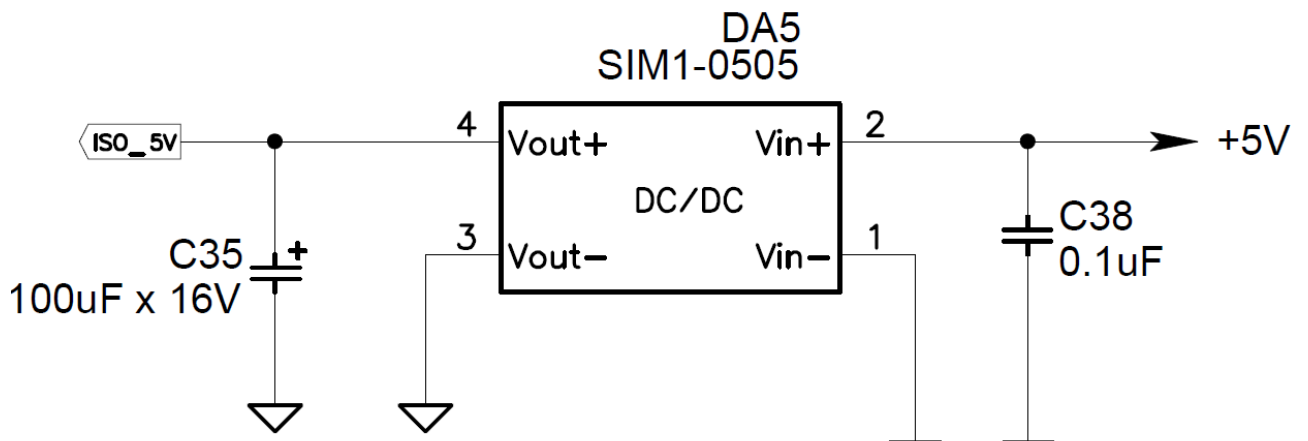 DA5
SIM1-0505
ISO_5V
4
Vout+
Vin+
2
+5V
DC/DC
3
Vout−
Vin−
1
C35
+
100uF x 16V
C38
0.1uF